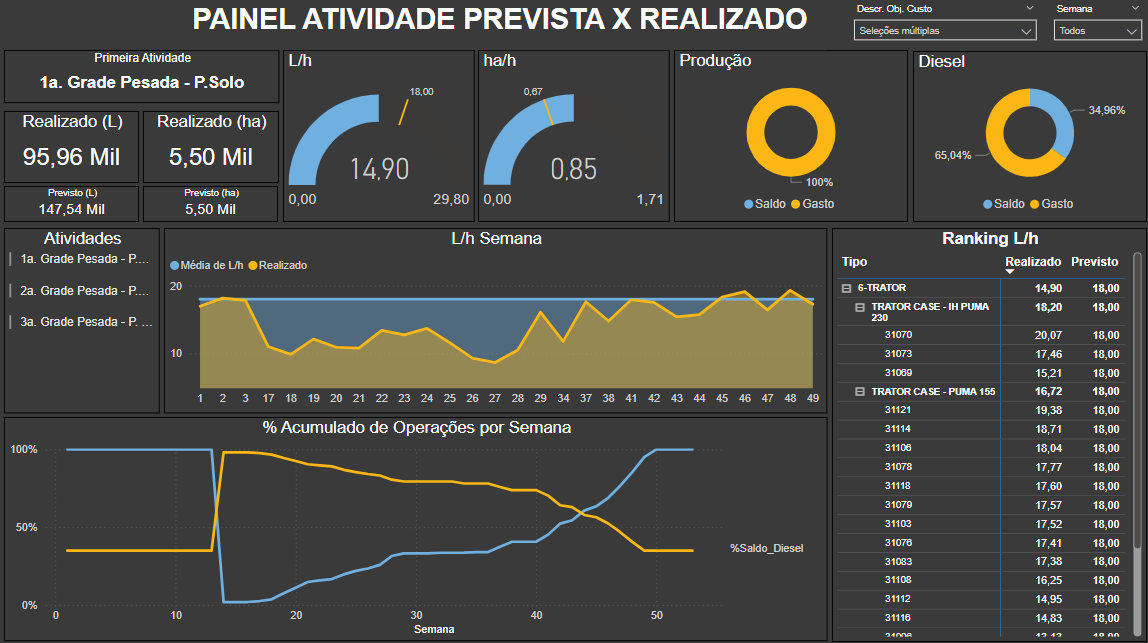 PAINEL ATIVIDADE PREVISTA X REALIZADO
Descr. Obj. Custo
Seleções múltiplas
Semana
Todos
Primeira Atividade
1a. Grade Pesada - P.Solo
Realizado (L)
95,96 Mil
Realizado (ha)
5,50 Mil
Previsto (L)
147,54 Mil
Previsto (ha)
5,50 Mil
L/h
18,00
14,90
0,00
29,80
ha/h
0,67
0,85
0,00
1,71
Produção
100%
Saldo
Gasto
Diesel
34,96%
65,04%
Saldo
Gasto
Atividades
1a. Grade Pesada - P....
2a. Grade Pesada - P....
3a. Grade Pesada - P. ...
L/h Semana
Média de L/h
Realizado
20
10
1 2 3 17 18 19 20 21 22 23 24 25 26 27 28 29 34 37 38 41 42 43 44 45 46 47 48 49
% Acumulado de Operações por Semana
100%
50%
0%
0 10 20 30 40 50
Semana
%Saldo_Diesel
Ranking L/h
Tipo Realizado Previsto
6-TRATOR 14,90 18,00
TRATOR CASE - IH PUMA 230 18,20 18,00
31070 20,07 18,00
31073 17,46 18,00
31069 15,21 18,00
TRATOR CASE - PUMA 155 16,72 18,00
31121 19,38 18,00
31114 18,71 18,00
31106 18,04 18,00
31078 17,77 18,00
31118 17,60 18,00
31079 17,57 18,00
31103 17,52 18,00
31076 17,41 18,00
31083 17,38 18,00
31108 16,25 18,00
31112 14,95 18,00
31116 14,83 18,00